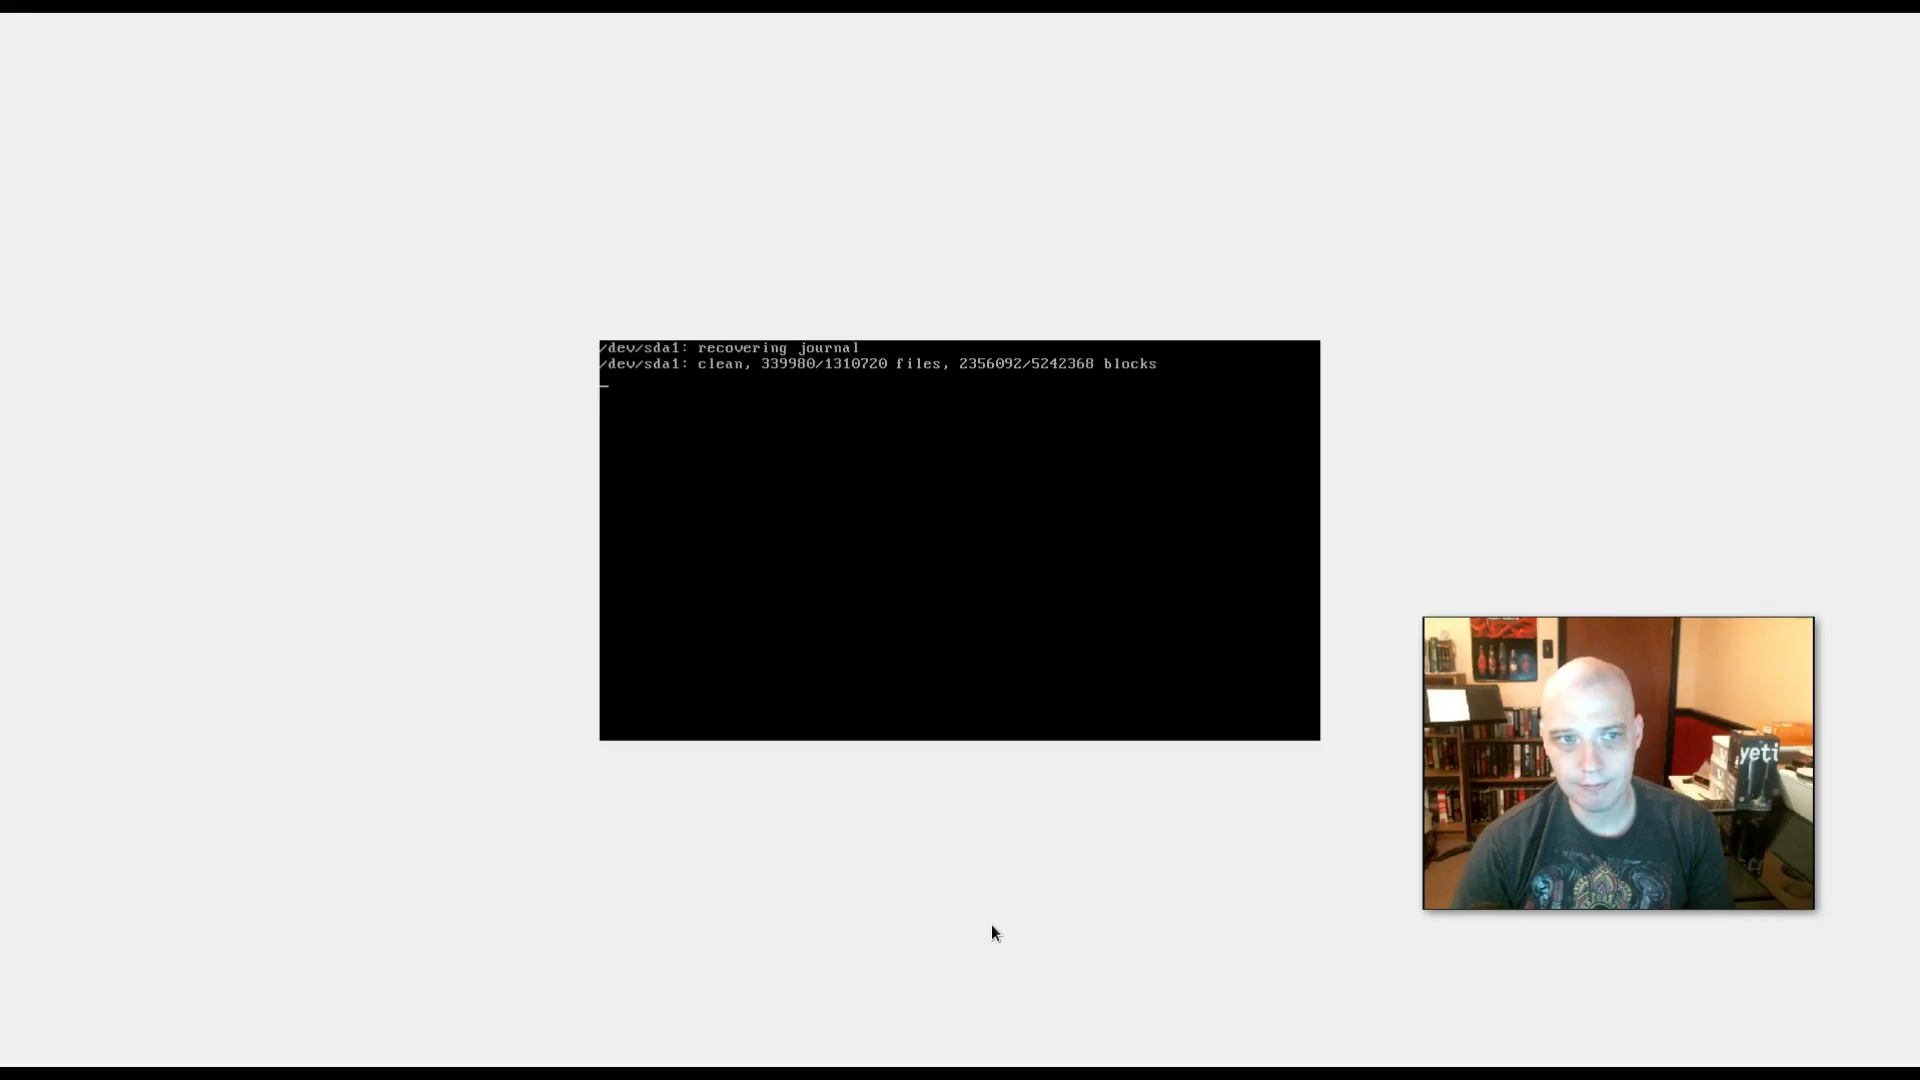 /dev/sda1: recovering journal
/dev/sda1: clean, 339980/1310720 files, 2356092/5242368 blocks
yeti